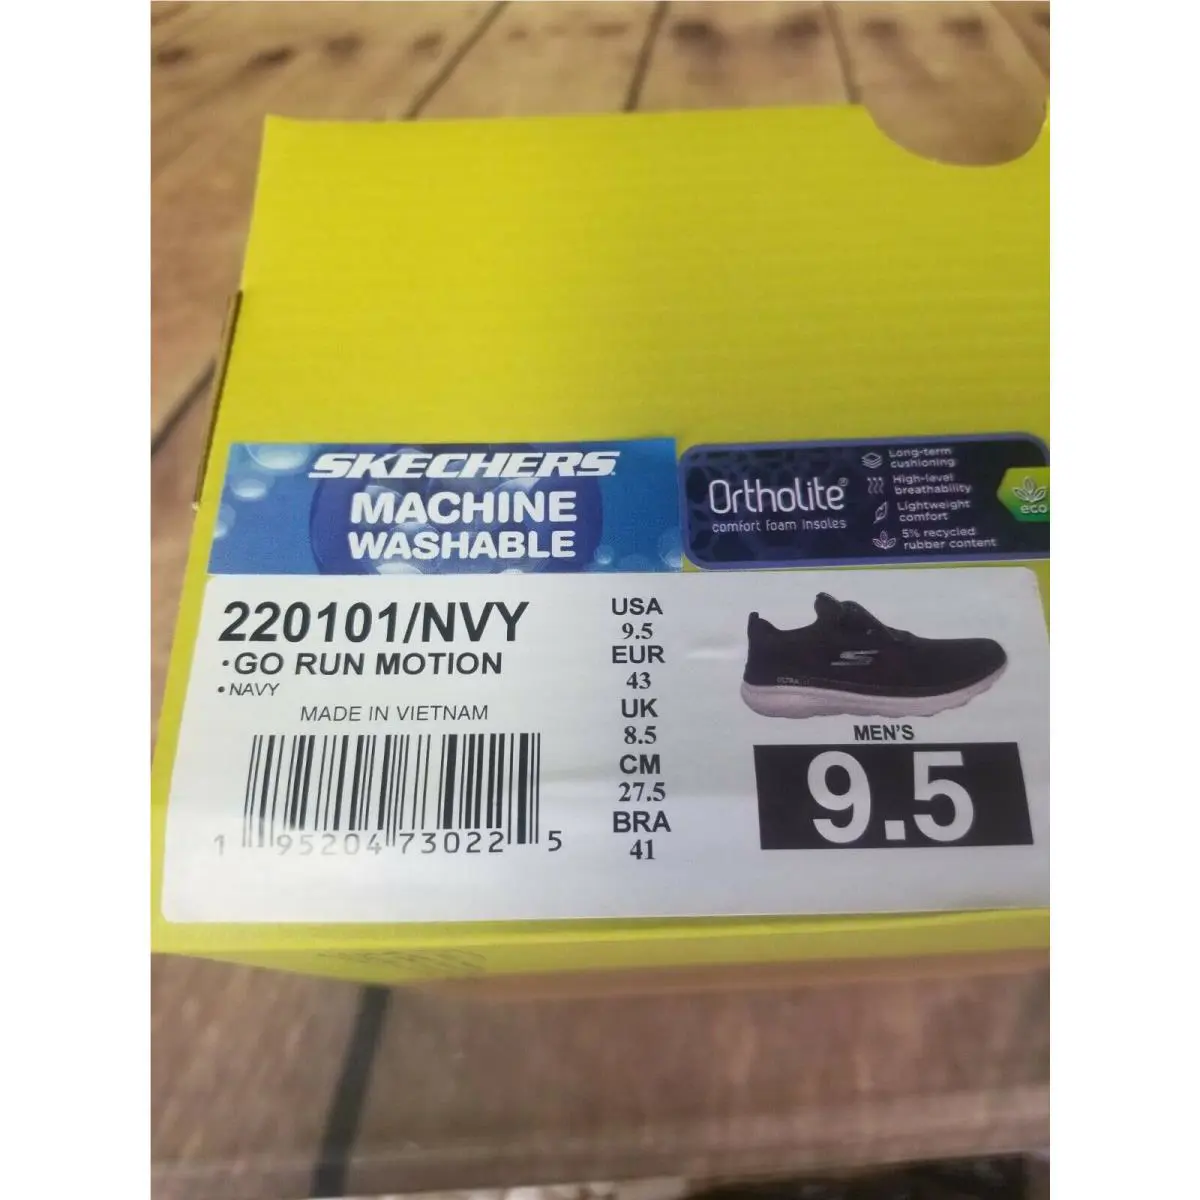 SKECHERS
MACHINE
WASHABLE
OrthoLite®
comfort foam insoles
Long-term
cushioning
High-level
breathability
Lightweight
comfort
5% recycled
rubber content
eco
220101/NVY
•GO RUN MOTION
•NAVY
MADE IN VIETNAM
1 95204 73022 5
USA
9.5
EUR
43
UK
8.5
CM
27.5
BRA
41
ULTRA
MEN'S
9.5